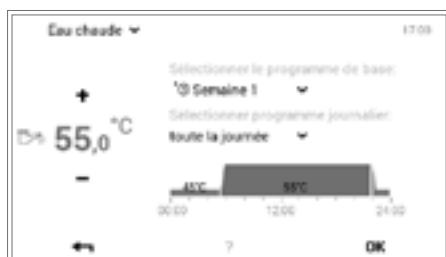 Eau chaude
17:03
Sélectionner le programme de base:
Semaine 1
+
Sélectionner programme journalier:
55,0 °C
toute la journée
-
45°C 55°C
00:00 12:00 24:00
? OK